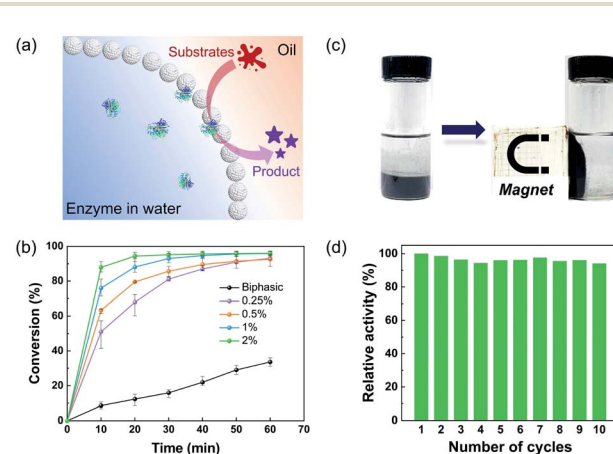 (a)
Substrates
Oil
Product
Enzyme in water
(b)
Conversion (%)
100
80
60
40
20
0
Biphasic
0.25%
0.5%
1%
2%
0 10 20 30 40 50 60 70
Time (min)
(c)
Magnet
(d)
Relative activity (%)
100
80
60
40
20
0
1 2 3 4 5 6 7 8 9 10
Number of cycles